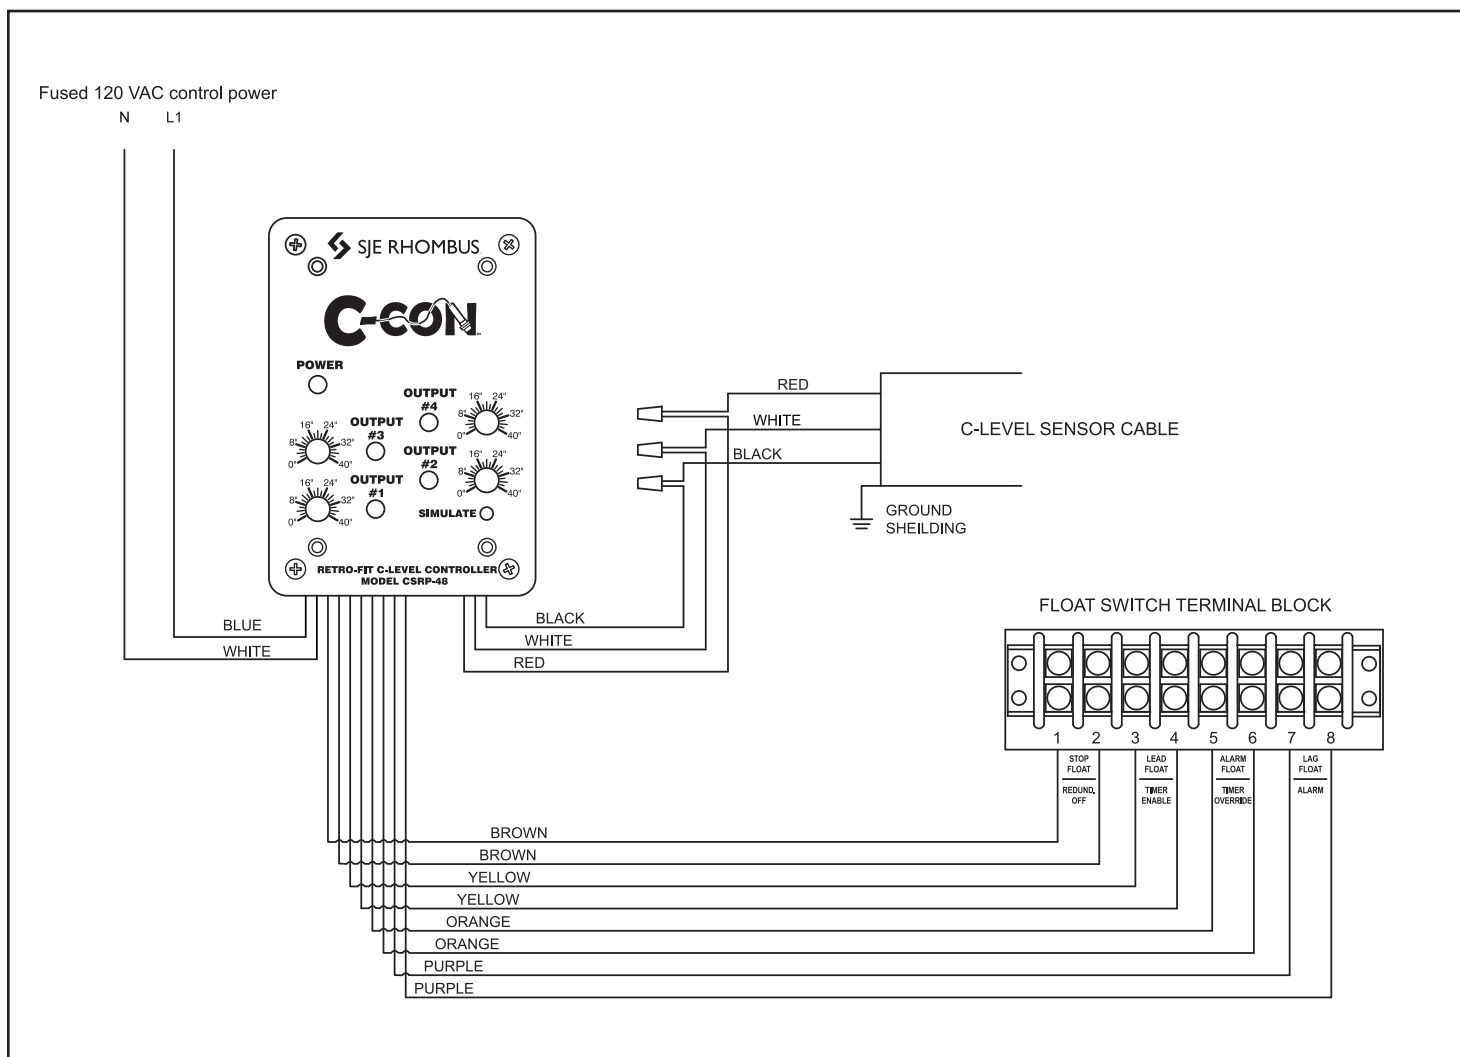 Fused 120 VAC control power
N L1
SJE RHOMBUS
C-CON™
POWER
OUTPUT
#4
16" 24"
8" 32"
0" 40"
OUTPUT
#3
16" 24"
8" 32"
0" 40"
OUTPUT
#2
16" 24"
8" 32"
0" 40"
OUTPUT
#1
16" 24"
8" 32"
0" 40"
SIMULATE
RETRO-FIT C-LEVEL CONTROLLER
MODEL CSRP-48
BLUE
WHITE
BLACK
WHITE
RED
RED
WHITE
BLACK
C-LEVEL SENSOR CABLE
GROUND
SHEILDING
FLOAT SWITCH TERMINAL BLOCK
1 2 3 4 5 6 7 8
STOP
FLOAT
REDUND.
OFF
LEAD
FLOAT
TIMER
ENABLE
ALARM
FLOAT
TIMER
OVERRIDE
LAG
FLOAT
ALARM
BROWN
BROWN
YELLOW
YELLOW
ORANGE
ORANGE
PURPLE
PURPLE